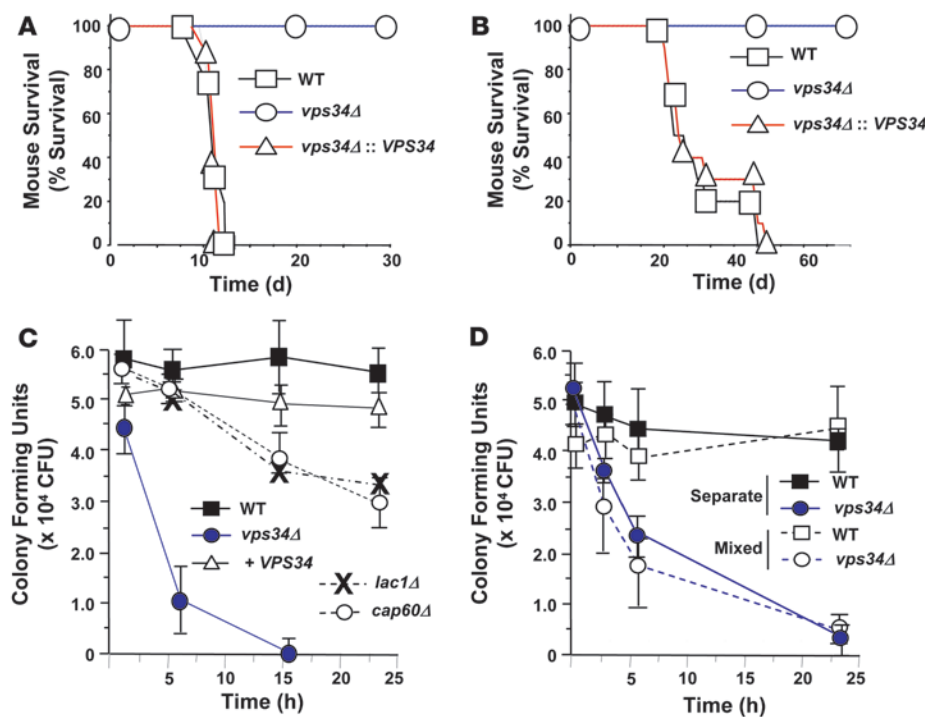 A
Mouse Survival
(% Survival)
100
80
60
40
20
0
0
10
20
30
Time (d)
WT
vps34Δ
vps34Δ :: VPS34
B
Mouse Survival
(% Survival)
100
80
60
40
20
0
0
20
40
60
Time (d)
WT
vps34Δ
vps34Δ :: VPS34
C
Colony Forming Units
(x 10⁴ CFU)
6.0
5.0
4.0
3.0
2.0
1.0
0
0
5
10
15
20
25
Time (h)
WT
vps34Δ
+ VPS34
lac1Δ
cap60Δ
D
Colony Forming Units
(x 10⁴ CFU)
6.0
5.0
4.0
3.0
2.0
1.0
0
0
5
10
15
20
25
Time (h)
Separate
WT
vps34Δ
Mixed
WT
vps34Δ